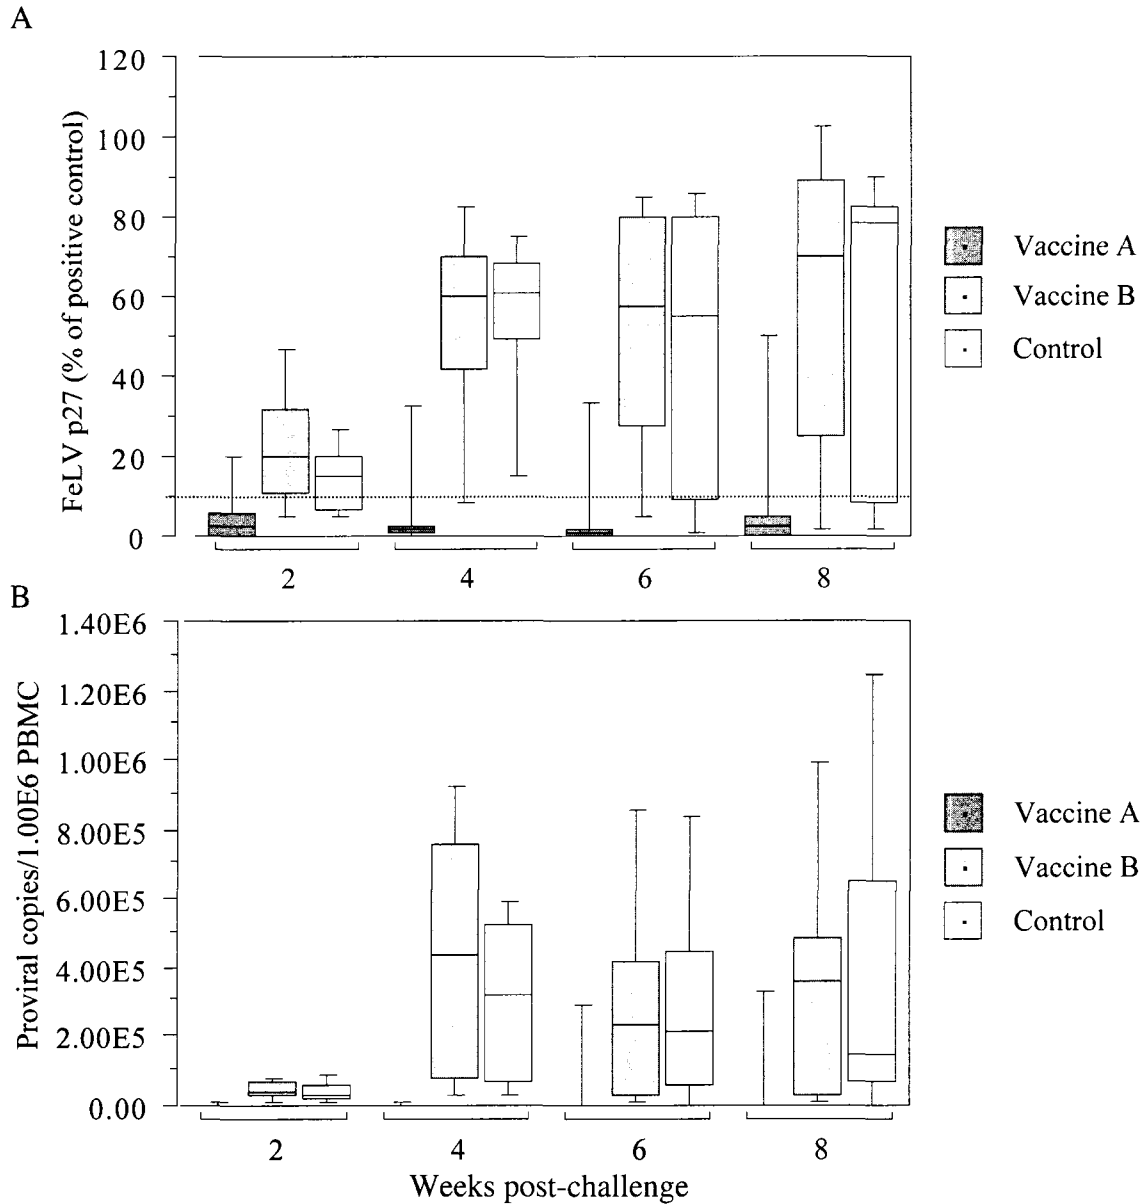 A
FeLV p27 (% of positive control)
120
100
80
60
40
20
0
2 4 6 8
Vaccine A
Vaccine B
Control
B
Proviral copies/1.00E6 PBMC
1.40E6
1.20E6
1.00E6
8.00E5
6.00E5
4.00E5
2.00E5
0.00
2 4 6 8
Weeks post-challenge
Vaccine A
Vaccine B
Control